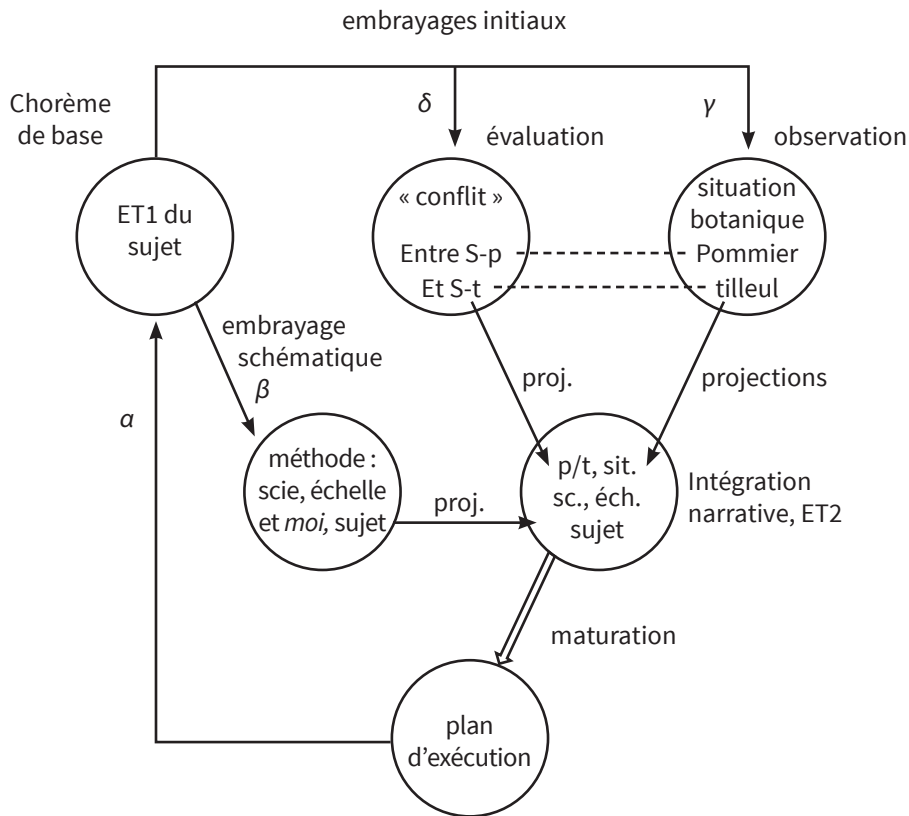 embrayages initiaux
Chorème
de base
δ
évaluation
γ
observation
ET1 du
sujet
« conflit »
Entre S-p
Et S-t
situation
botanique
Pommier
tilleul
embrayage
schématique
β
α
proj.
projections
méthode :
scie, échelle
et moi, sujet
proj.
p/t, sit.
sc., éch.
sujet
Intégration
narrative, ET2
maturation
plan
d'exécution